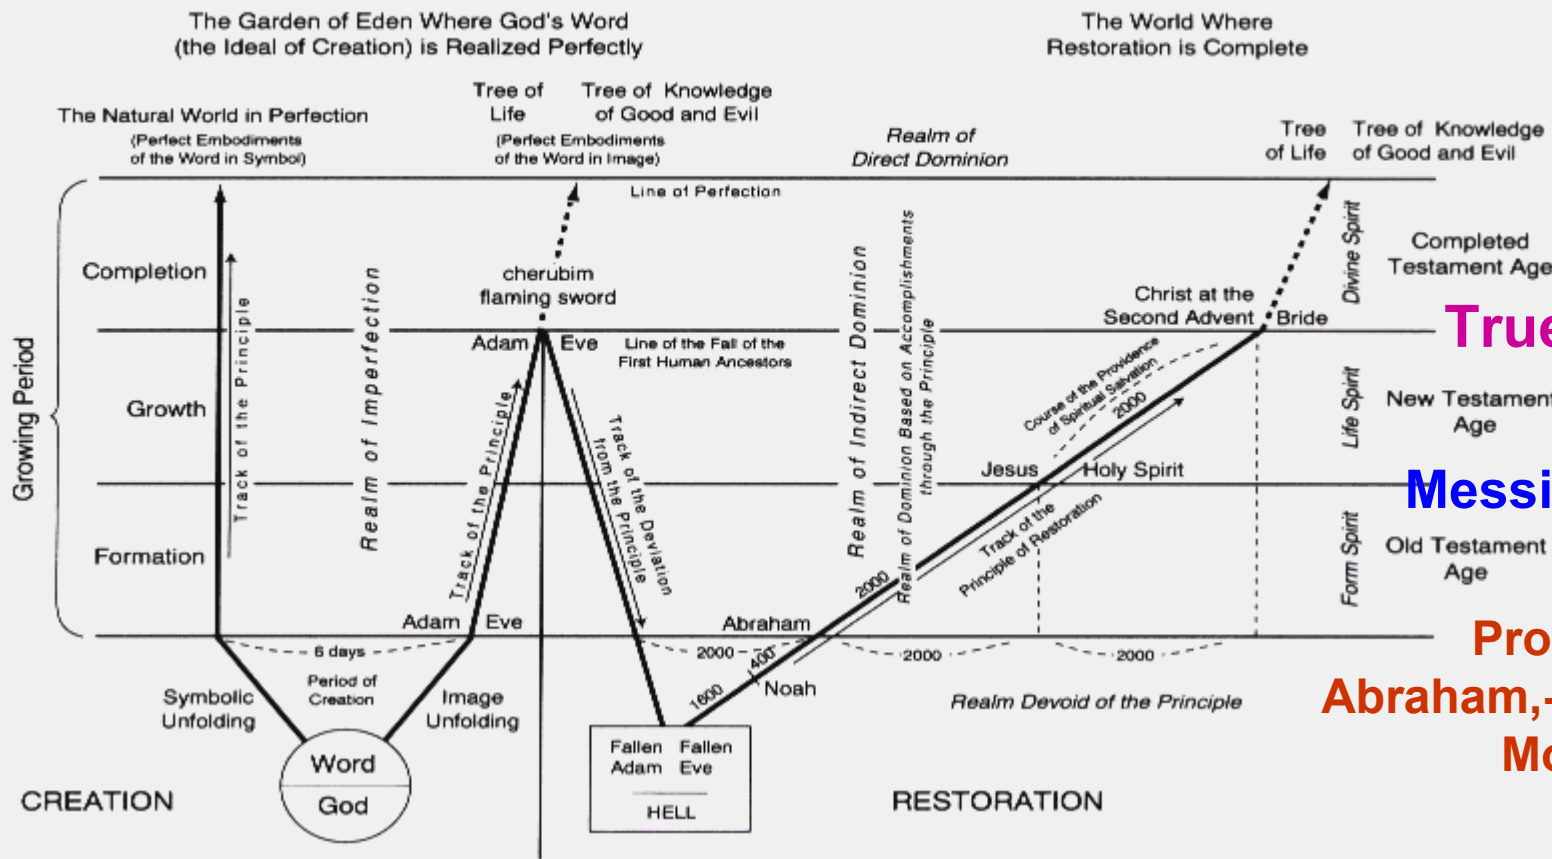 The Garden of Eden Where God's Word
(the Ideal of Creation) is Realized Perfectly
The World Where
Restoration is Complete
The Natural World in Perfection
(Perfect Embodiments
of the Word in Symbol)
Tree of
Life
Tree of Knowledge
of Good and Evil
(Perfect Embodiments
of the Word in Image)
Realm of
Direct Dominion
Tree
of Life
Tree of Knowledge
of Good and Evil
Line of Perfection
Growing Period
Completion
Growth
Formation
Track of the Principle
Realm of Imperfection
cherubim
flaming sword
Adam
Eve
Line of the Fall of the
First Human Ancestors
Track of the Principle
Track of the Deviation
from the Principle
Realm of Indirect Dominion
Realm of Dominion Based on Accomplishments
through the Principle
Christ at the
Second Advent
Bride
Course of the Providence
of Spiritual Salvation
2000
Jesus
Holy Spirit
Track of the
Principle of Restoration
2000
Divine Spirit
Life Spirit
Form Spirit
Completed
Testament Age
True
New Testament
Age
Messi
Old Testament
Age
Adam
Eve
Abraham
6 days
Period of
Creation
2000
400
1600
Noah
2000
2000
Symbolic
Unfolding
Image
Unfolding
Realm Devoid of the Principle
Pro
Abraham,-
Mo
Word
God
Fallen Fallen
Adam Eve
HELL
CREATION
RESTORATION